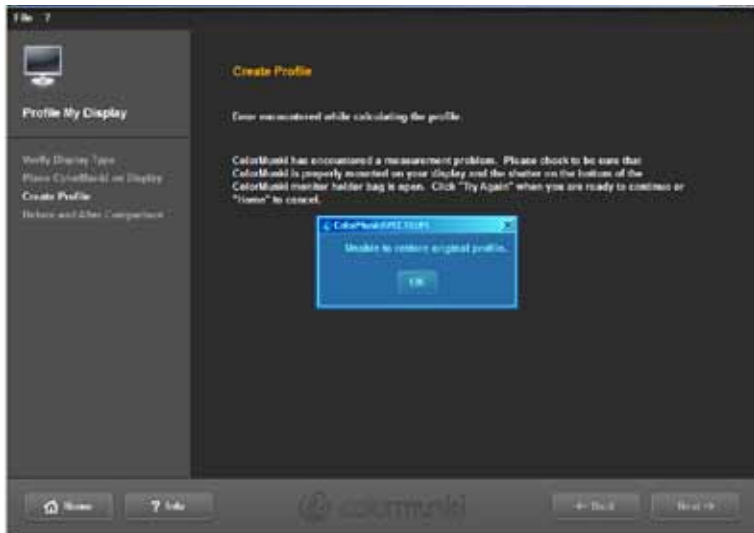 File ?
Profile My Display
Verify Display Type
Place ColorMunki on Display
Create Profile
Before and After Comparison
Create Profile
Error encountered while calculating the profile.
ColorMunki has encountered a measurement problem. Please check to be sure that
ColorMunki is properly mounted on your display and the shutter on the bottom of the
ColorMunki monitor holder bag is open. Click "Try Again" when you are ready to continue or
"Home" to cancel.
Unable to restore original profile.
OK
Home
? Info
colormunki
← Back
Next →